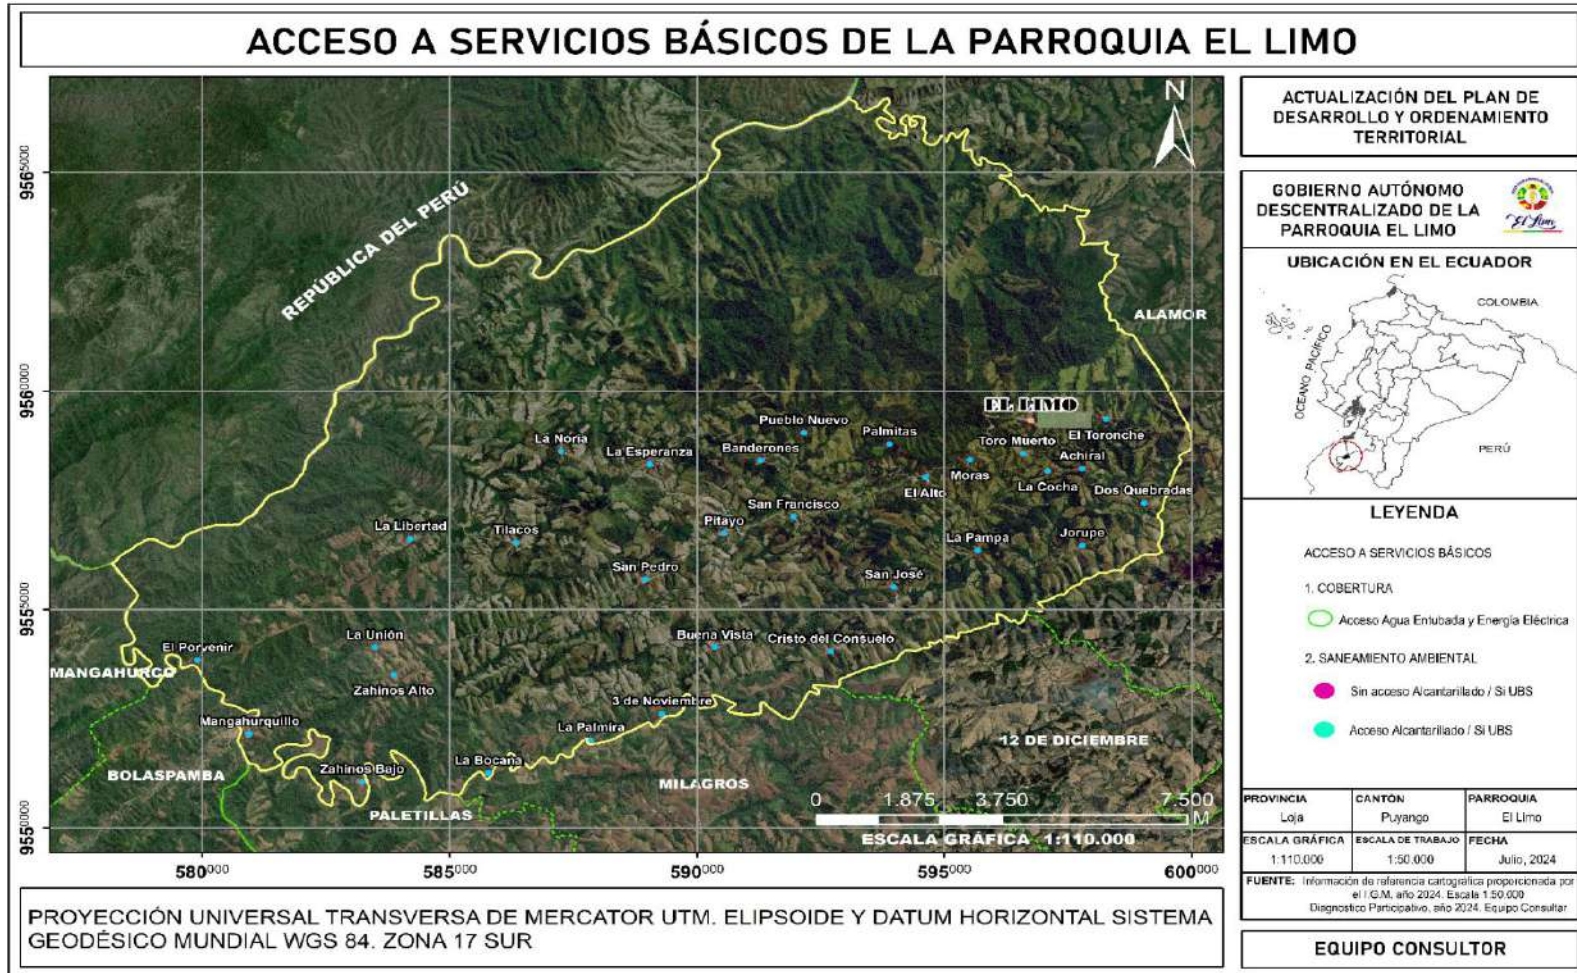 ACCESO A SERVICIOS BÁSICOS DE LA PARROQUIA EL LIMO
N
9565000
9560000
9555000
9550000
REPÚBLICA DEL PERÚ
ALAMOR
EL LIMO
Pueblo Nuevo
Palmitas
El Toronche
La Noria
Toro Muerto
La Esperanza
Banderones
Achiral
Moras
La Cocha
El Alto
Dos Quebradas
San Francisco
La Libertad
Tilacos
Pitayo
La Pampa
Jorupe
San Pedro
San José
La Unión
Buena Vista
Cristo del Consuelo
El Porvenir
MANGAHURCO
Zahinos Alto
3 de Noviembre
Mangahurquillo
La Palmira
12 DE DICIEMBRE
La Bocana
Zahinos Bajo
BOLASPAMBA
MILAGROS
PALETILLAS
0 1.875 3.750 7.500
M
ESCALA GRÁFICA 1:110.000
580000 585000 590000 595000 600000
PROYECCIÓN UNIVERSAL TRANSVERSA DE MERCATOR UTM. ELIPSOIDE Y DATUM HORIZONTAL SISTEMA
GEODÉSICO MUNDIAL WGS 84. ZONA 17 SUR
ACTUALIZACIÓN DEL PLAN DE
DESARROLLO Y ORDENAMIENTO
TERRITORIAL
GOBIERNO AUTÓNOMO
DESCENTRALIZADO DE LA
PARROQUIA EL LIMO
El Limo
UBICACIÓN EN EL ECUADOR
COLOMBIA
OCEANO PACÍFICO
PERÚ
LEYENDA
ACCESO A SERVICIOS BÁSICOS
1. COBERTURA
Acceso Agua Entubada y Energía Eléctrica
2. SANEAMIENTO AMBIENTAL
Sin acceso Alcantarillado / Si UBS
Acceso Alcantarillado / Si UBS
PROVINCIA CANTÓN PARROQUIA
Loja Puyango El Limo
ESCALA GRÁFICA ESCALA DE TRABAJO FECHA
1:110.000 1:50.000 Julio, 2024
FUENTE: Información de referencia cartografica proporcionada por
el I.G.M. año 2024. Escala 1:50.000
Diagnostico Participativo, año 2024. Equipo Consultar
EQUIPO CONSULTOR